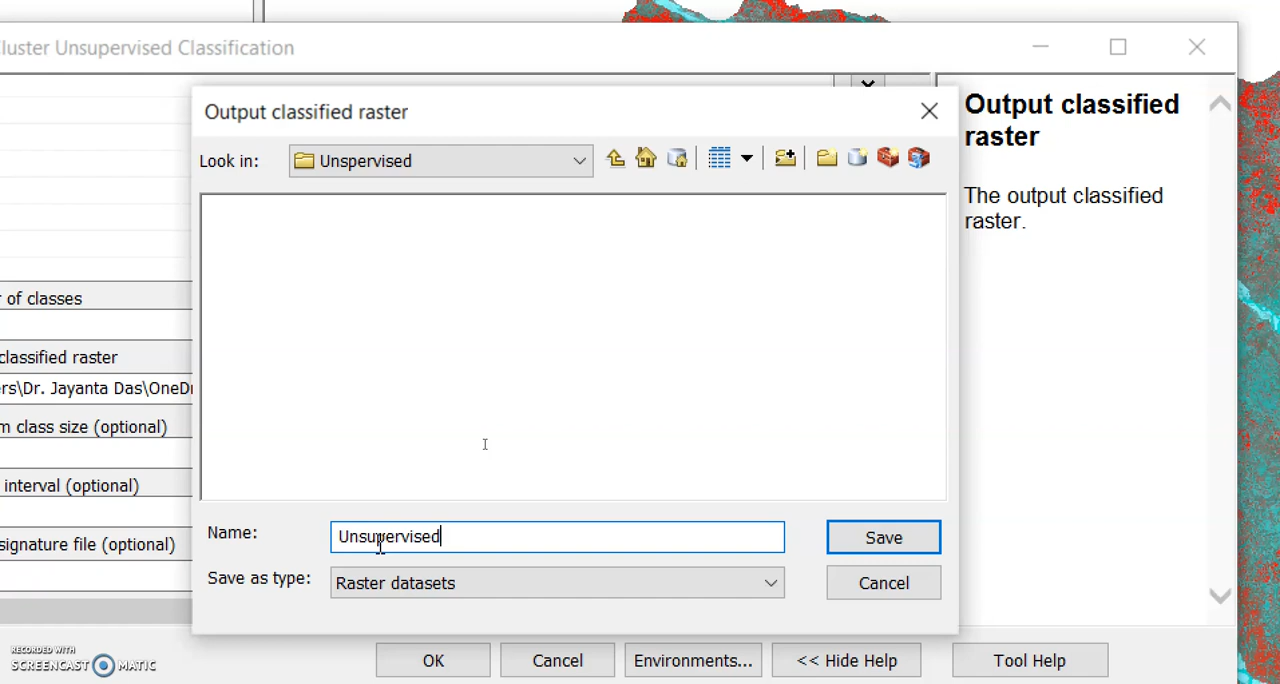 luster Unsupervised Classification
Output classified raster
Look in:
Unspervised
Name:
Unsupervised
Save
Save as type:
Raster datasets
Cancel
of classes
classified raster
ers\Dr. Jayanta Das\OneDr
m class size (optional)
interval (optional)
signature file (optional)
Output classified
raster
The output classified
raster.
RECORDED WITH
SCREENCAST MATIC
OK
Cancel
Environments...
<< Hide Help
Tool Help